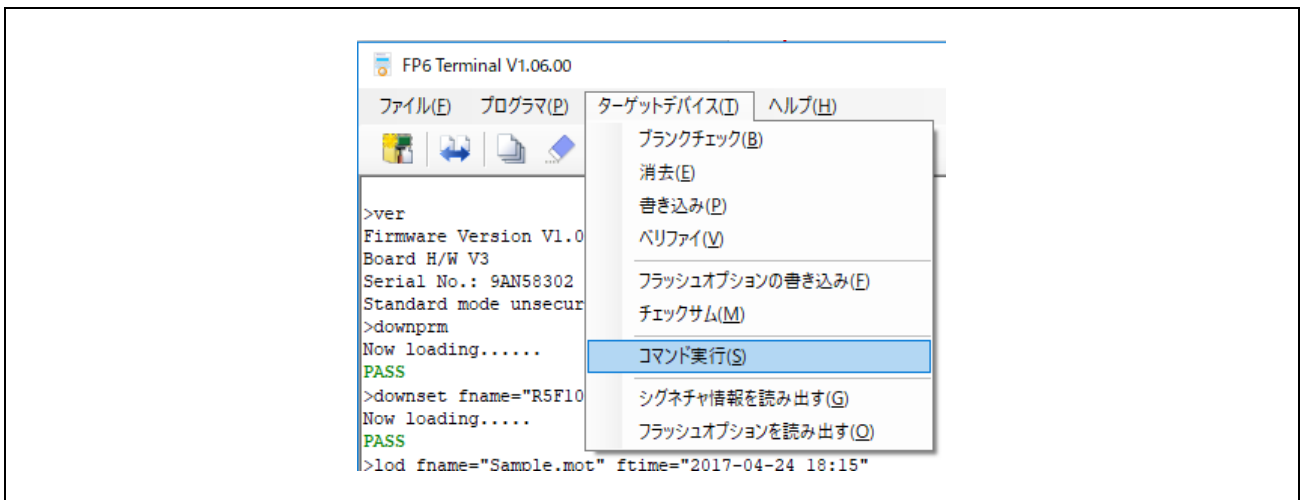 FP6 Terminal V1.06.00
ファイル(F) プログラマ(P) ターゲットデバイス(T) ヘルプ(H)
ブランクチェック(B)
消去(E)
書き込み(P)
ベリファイ(V)
フラッシュオプションの書き込み(F)
チェックサム(M)
コマンド実行(S)
シグネチャ情報を読み出す(G)
フラッシュオプションを読み出す(O)
>ver
Firmware Version V1.0
Board H/W V3
Serial No.: 9AN58302
Standard mode unsecur
>downprm
Now loading......
PASS
>downset fname="R5F10
Now loading.....
PASS
>lod fname="Sample.mot" ftime="2017-04-24 18:15"